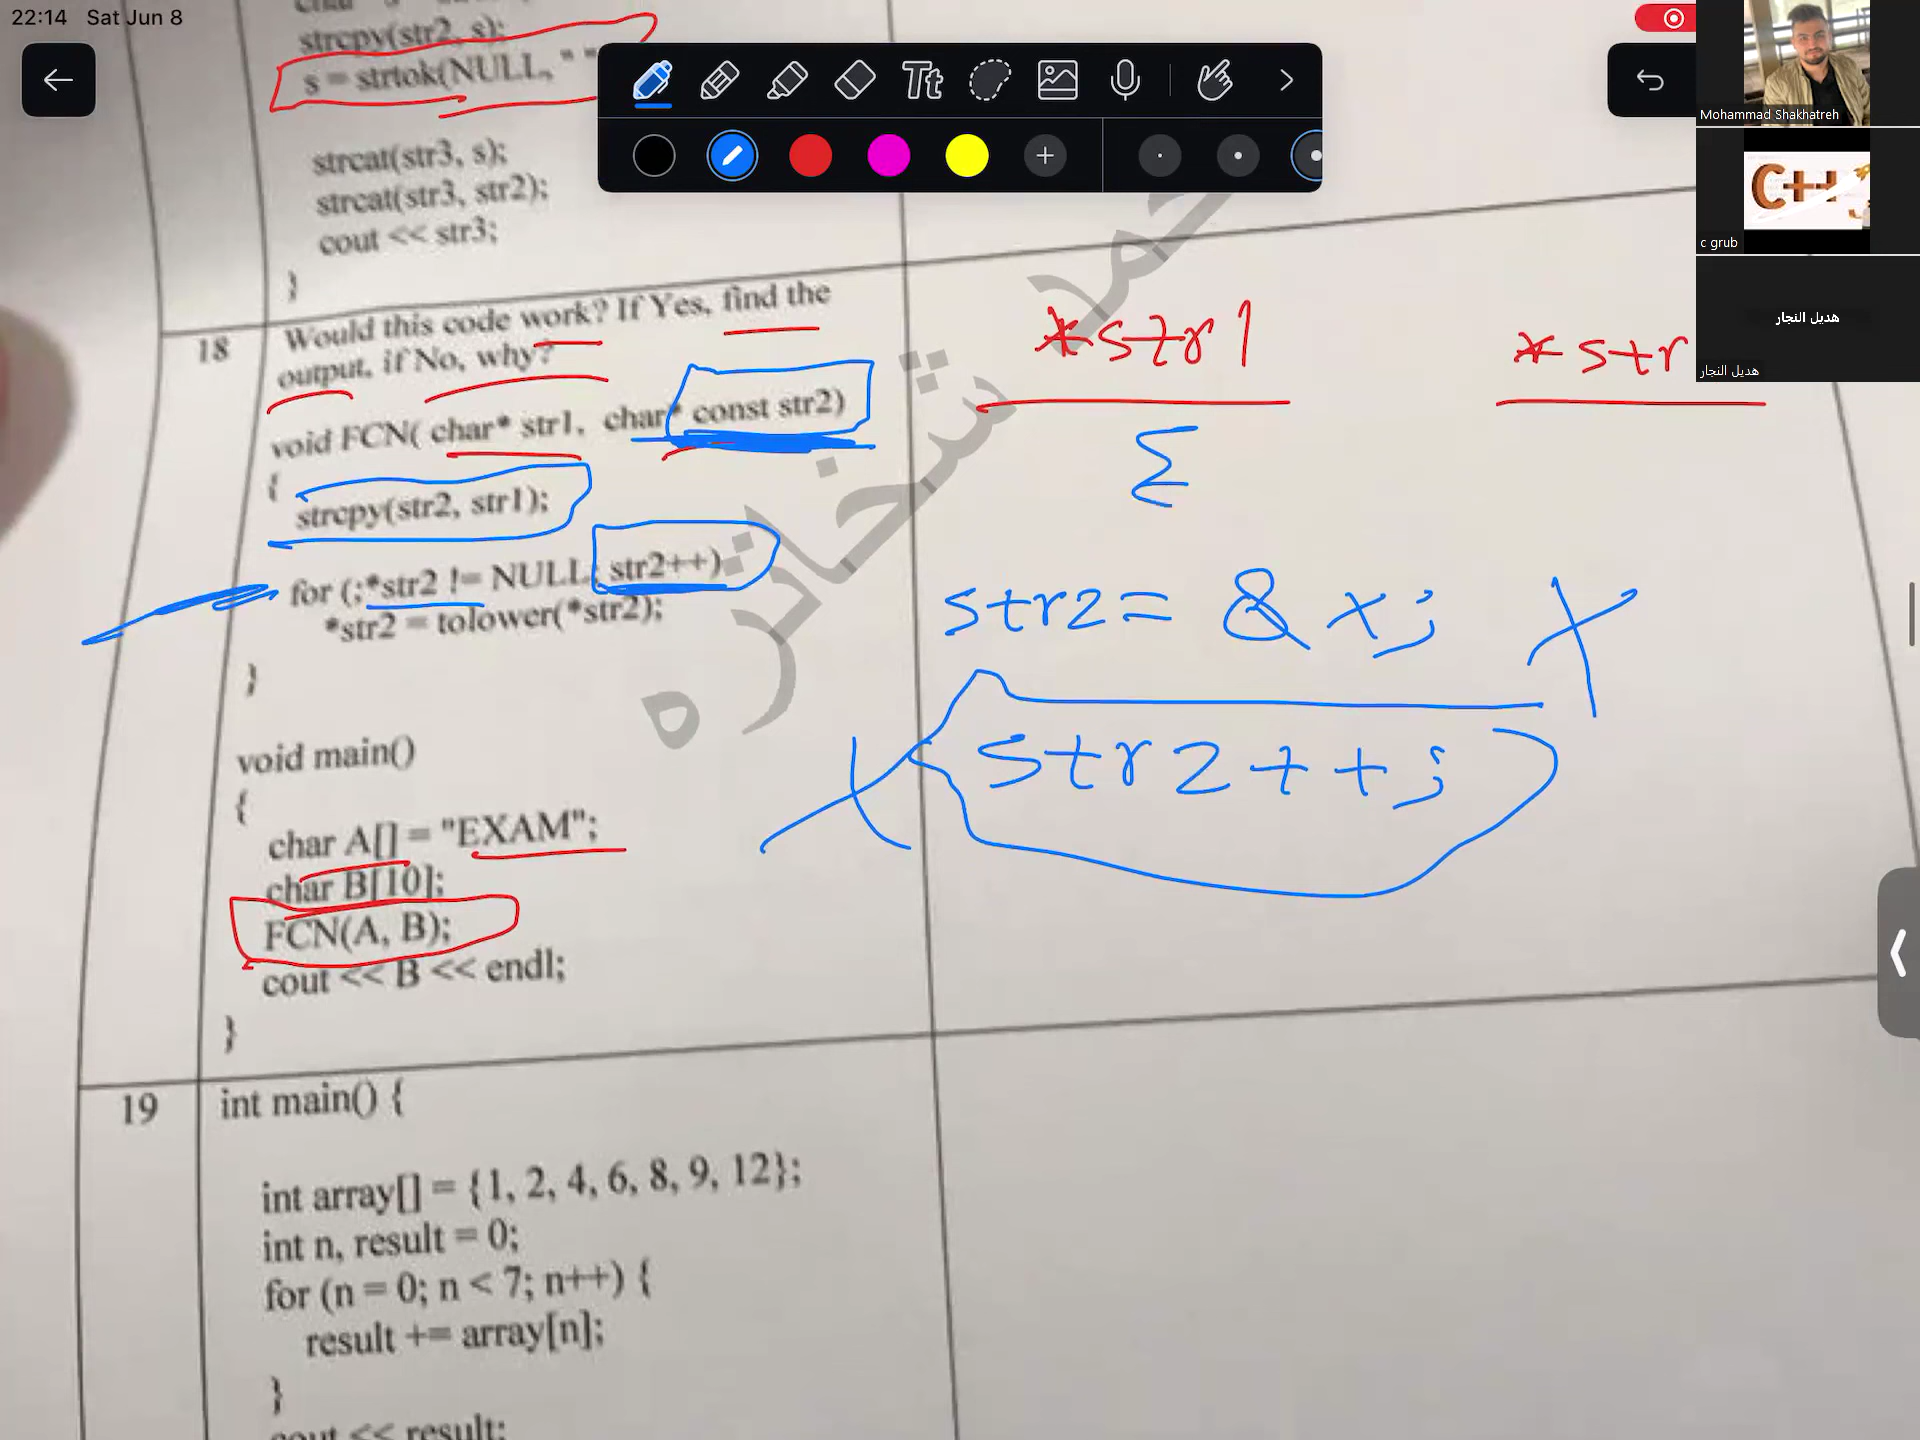 22:14 Sat Jun 8
strcpy(str2, s);
s = strtok(NULL, " "
strcat(str3, s);
strcat(str3, str2);
cout << str3;
}
Tt
Mohammad Shakhatreh
C++
c grub
هديل النجار
هديل النجار
18
Would this code work? If Yes, find the
output, if No, why?
void FCN( char* str1, char* const str2)
{
strcpy(str2, str1);
for (;*str2 != NULL; str2++)
*str2 = tolower(*str2);
}
void main()
{
char A[] = "EXAM";
char B[10];
FCN(A, B);
cout << B << endl;
}
*str1
*str
str2 = &x;
str2++;
شخاتره
19
int main() {
int array[] = {1, 2, 4, 6, 8, 9, 12};
int n, result = 0;
for (n = 0; n < 7; n++) {
result += array[n];
}
cout << result;